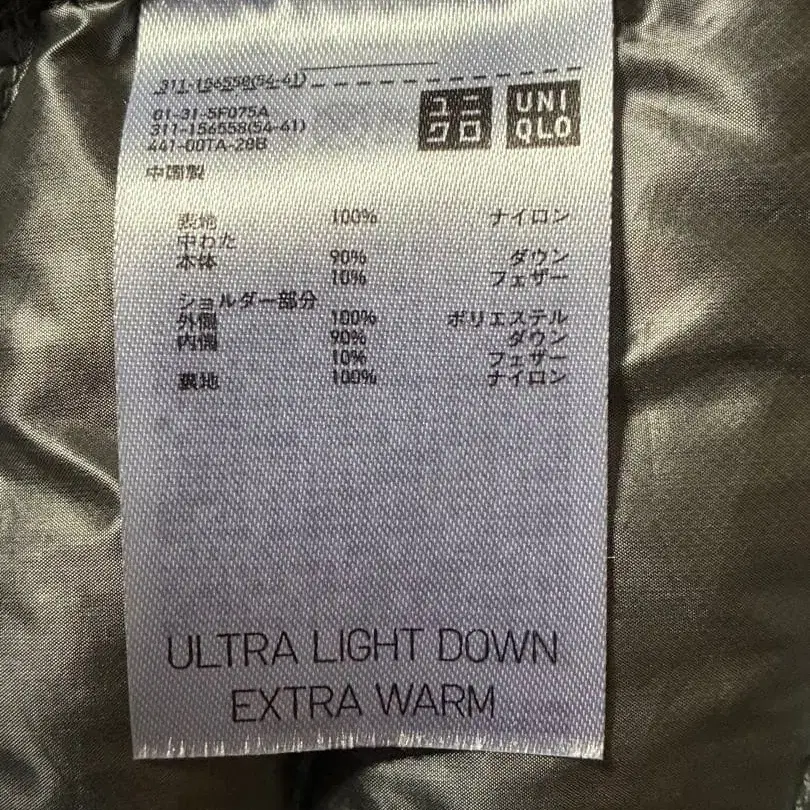 311-156558(54-41)
01-31-5F075A
311-156558(54-41)
441-00TA-28B
中国製
ユニ
クロ
UNI
QLO
表地 100% ナイロン
中わた
本体 90% ダウン
10% フェザー
ショルダー部分
外側 100% ポリエステル
内側 90% ダウン
10% フェザー
裏地 100% ナイロン
ULTRA LIGHT DOWN
EXTRA WARM